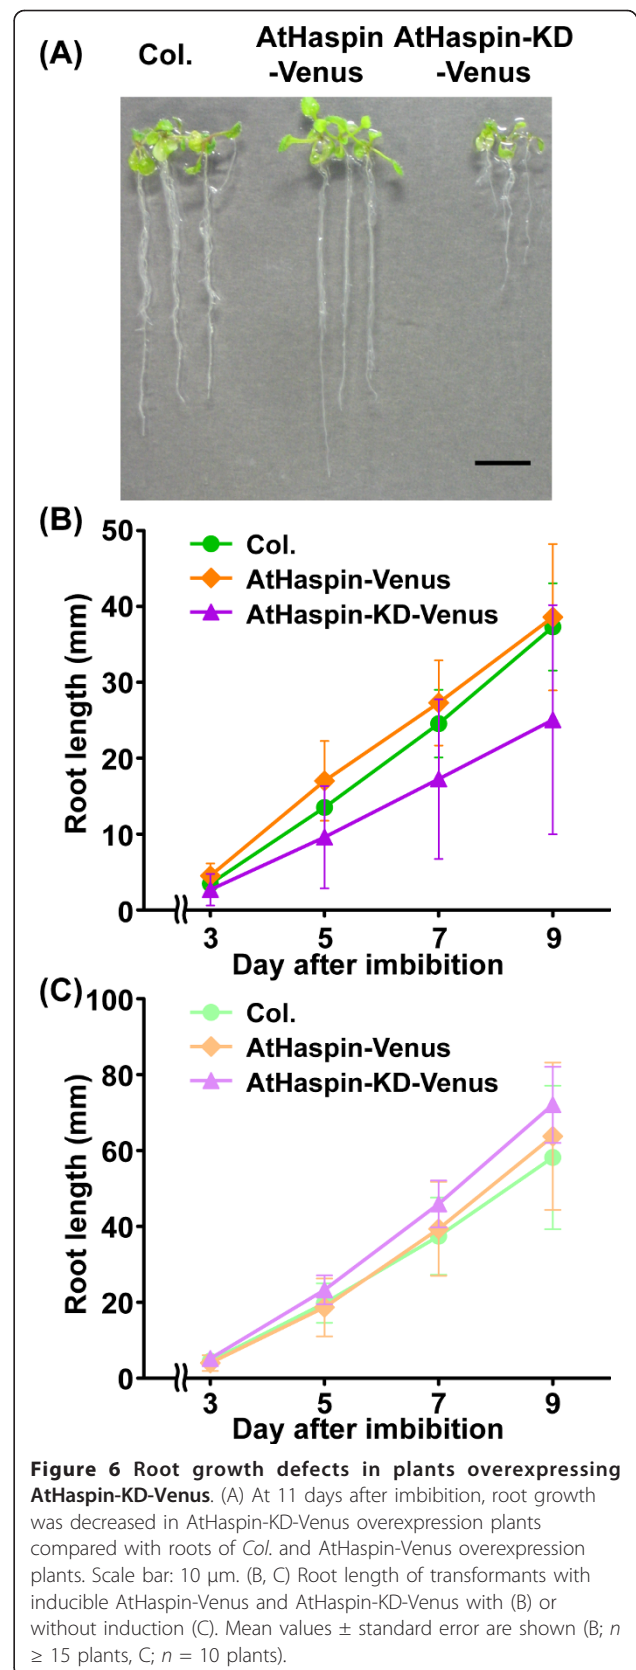 (A)
Col.
AtHaspin
-Venus
AtHaspin-KD
-Venus
(B)
50
40
30
20
10
0
Root length (mm)
Col.
AtHaspin-Venus
AtHaspin-KD-Venus
3 5 7 9
Day after imbibition
(C)
100
80
60
40
20
0
Root length (mm)
Col.
AtHaspin-Venus
AtHaspin-KD-Venus
3 5 7 9
Day after imbibition
Figure 6 Root growth defects in plants overexpressing
AtHaspin-KD-Venus. (A) At 11 days after imbibition, root growth
was decreased in AtHaspin-KD-Venus overexpression plants
compared with roots of Col. and AtHaspin-Venus overexpression
plants. Scale bar: 10 μm. (B, C) Root length of transformants with
inducible AtHaspin-Venus and AtHaspin-KD-Venus with (B) or
without induction (C). Mean values ± standard error are shown (B; n
≥ 15 plants, C; n = 10 plants).